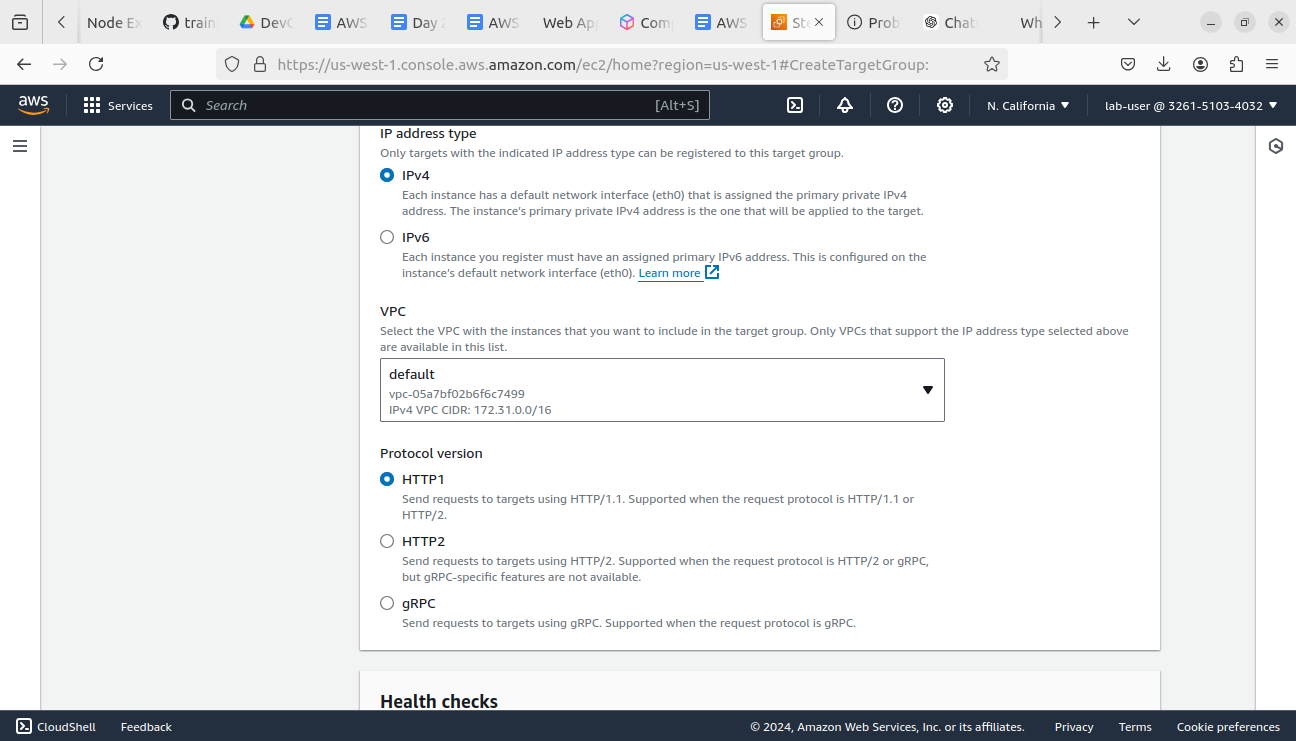 Node Ex
train
DevO
AWS
Day 2
AWS
Web App
Com
AWS
Ste
Prob
Chat
Wh
https://us-west-1.console.aws.amazon.com/ec2/home?region=us-west-1#CreateTargetGroup:
aws
Services
Search
[Alt+S]
N. California
lab-user @ 3261-5103-4032
IP address type
Only targets with the indicated IP address type can be registered to this target group.
IPv4
Each instance has a default network interface (eth0) that is assigned the primary private IPv4
address. The instance's primary private IPv4 address is the one that will be applied to the target.
IPv6
Each instance you register must have an assigned primary IPv6 address. This is configured on the
instance's default network interface (eth0). Learn more
VPC
Select the VPC with the instances that you want to include in the target group. Only VPCs that support the IP address type selected above
are available in this list.
default
vpc-05a7bf02b6f6c7499
IPv4 VPC CIDR: 172.31.0.0/16
Protocol version
HTTP1
Send requests to targets using HTTP/1.1. Supported when the request protocol is HTTP/1.1 or
HTTP/2.
HTTP2
Send requests to targets using HTTP/2. Supported when the request protocol is HTTP/2 or gRPC,
but gRPC-specific features are not available.
gRPC
Send requests to targets using gRPC. Supported when the request protocol is gRPC.
Health checks
CloudShell
Feedback
© 2024, Amazon Web Services, Inc. or its affiliates.
Privacy
Terms
Cookie preferences